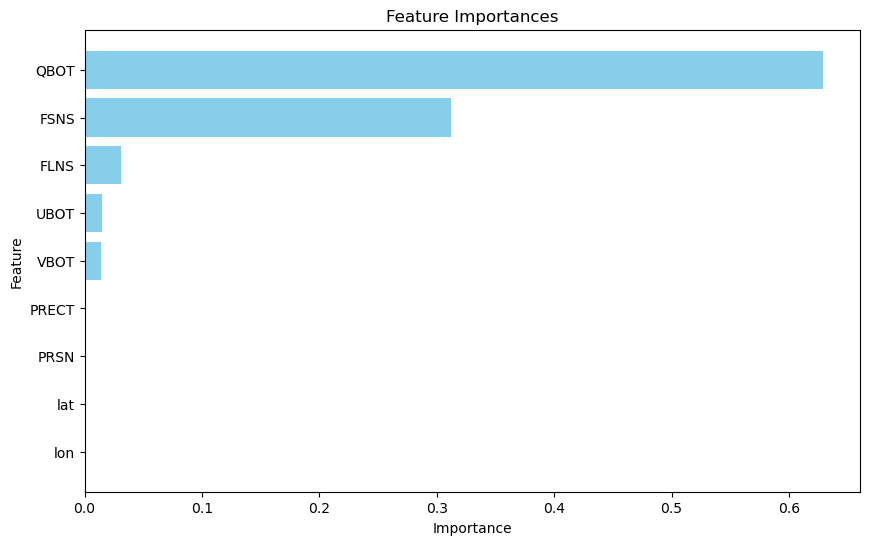 Feature Importances
QBOT
FSNS
FLNS
UBOT
VBOT
PRECT
PRSN
lat
lon
Feature
0.0 0.1 0.2 0.3 0.4 0.5 0.6
Importance